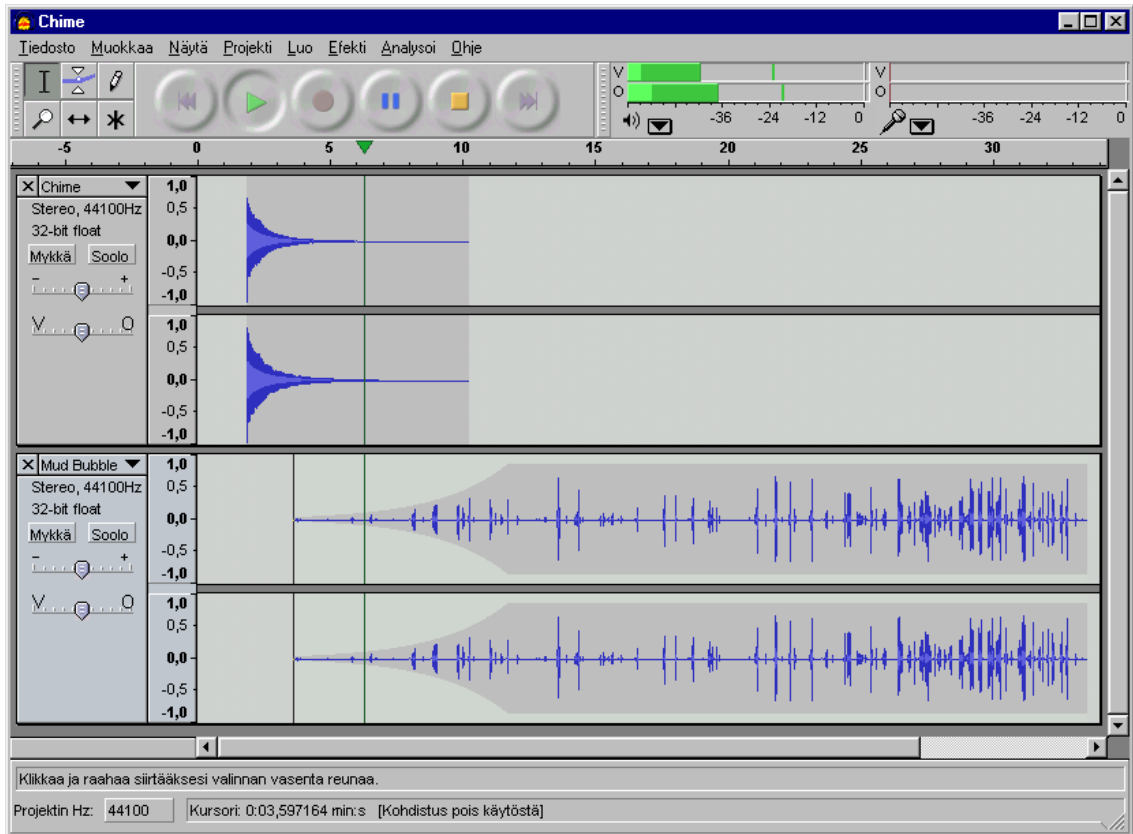 Chime
Tiedosto Muokkaa Näytä Projekti Luo Efekti Analysoi Ohje
V
O
-36 -24 -12 0
V
O
-36 -24 -12 0
-5 0 5 10 15 20 25 30
X Chime
Stereo, 44100Hz
32-bit float
Mykkä Soolo
- +
V O
1,0
0,5
0,0
-0,5
-1,0
1,0
0,5
0,0
-0,5
-1,0
X Mud Bubble
Stereo, 44100Hz
32-bit float
Mykkä Soolo
- +
V O
1,0
0,5
0,0
-0,5
-1,0
1,0
0,5
0,0
-0,5
-1,0
Klikkaa ja raahaa siirtääksesi valinnan vasenta reunaa.
Projektin Hz: 44100 Kursori: 0:03,597164 min:s [Kohdistus pois käytöstä]